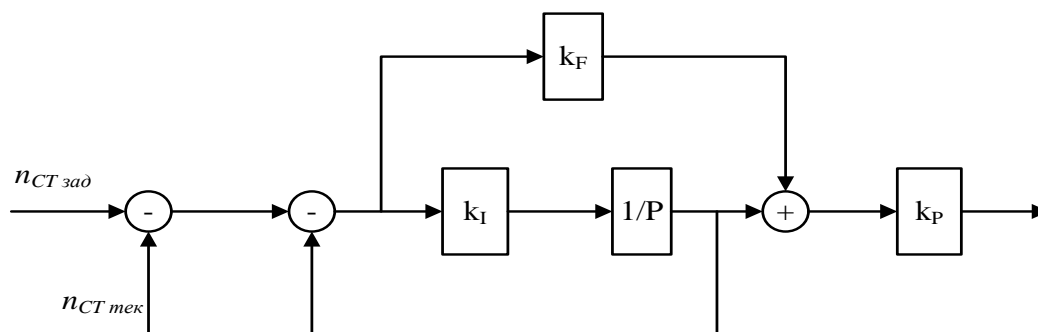 k_F
n_CT зад
-
-
k_I
1/P
+
k_P
n_CT тек